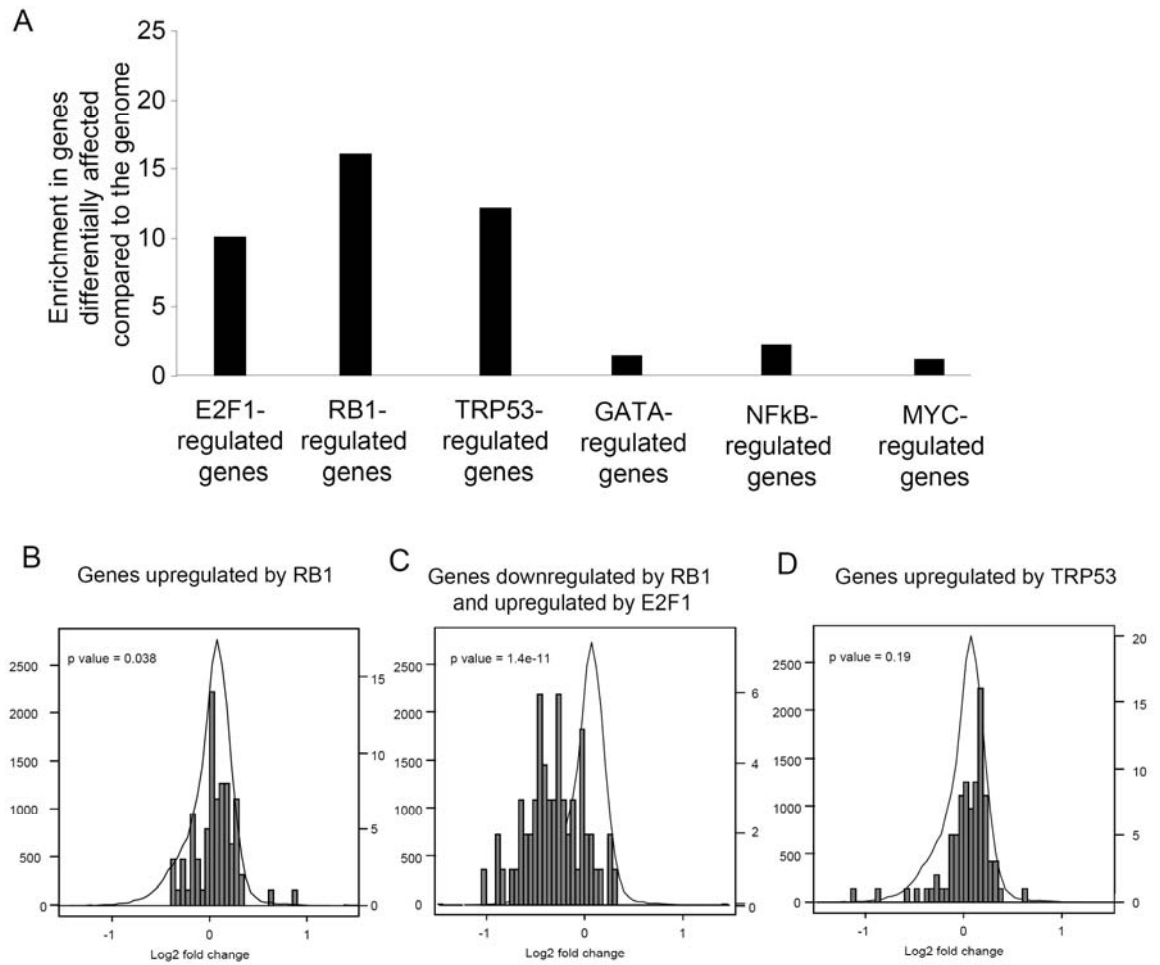 A
Enrichment in genes
differentially affected
compared to the genome
25
20
15
10
5
0
E2F1-
regulated
genes
RB1-
regulated
genes
TRP53-
regulated
genes
GATA-
regulated
genes
NFkB-
regulated
genes
MYC-
regulated
genes
B
Genes upregulated by RB1
p value = 0.038
2500
2000
1500
1000
500
0
15
10
5
0
-1
0
1
Log2 fold change
C
Genes downregulated by RB1
and upregulated by E2F1
p value = 1.4e-11
2500
2000
1500
1000
500
0
6
4
2
0
-1
0
1
Log2 fold change
D
Genes upregulated by TRP53
p value = 0.19
2500
2000
1500
1000
500
0
20
15
10
5
0
-1
0
1
Log2 fold change